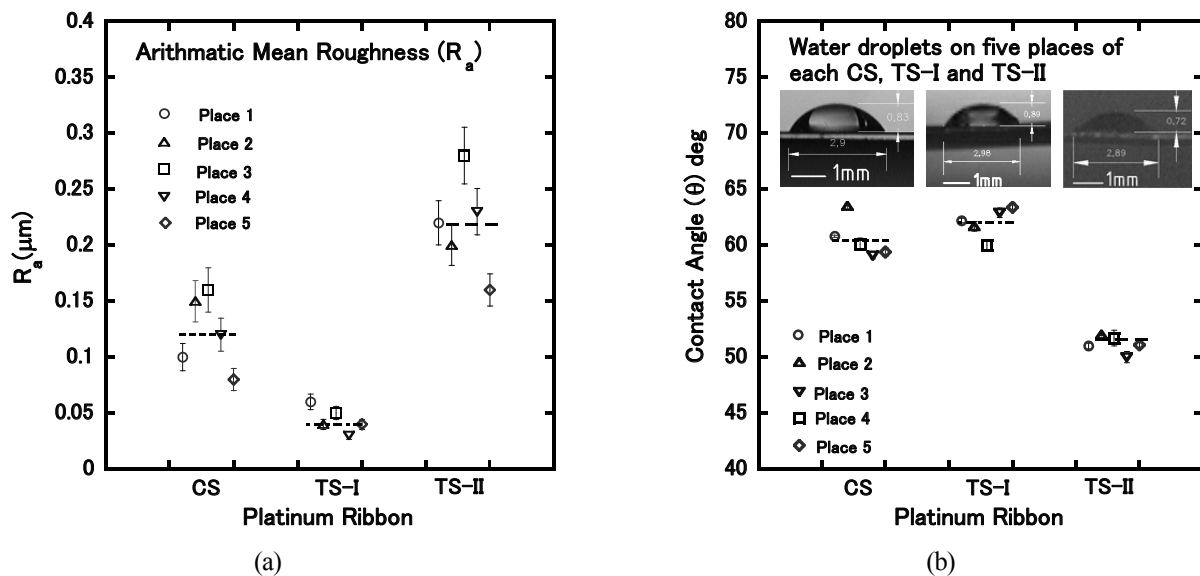 Arithmatic Mean Roughness (Ra)
Place 1
Place 2
Place 3
Place 4
Place 5
0.4
0.35
0.3
0.25
0.2
0.15
0.1
0.05
0
Ra(μm)
CS TS-I TS-II
Platinum Ribbon
(a)
Water droplets on five places of
each CS, TS-I and TS-II
0,83
2,9
1mm
0,89
2,98
1mm
0,72
2,89
1mm
80
75
70
65
60
55
50
45
40
Contact Angle (θ) deg
Place 1
Place 2
Place 3
Place 4
Place 5
CS TS-I TS-II
Platinum Ribbon
(b)